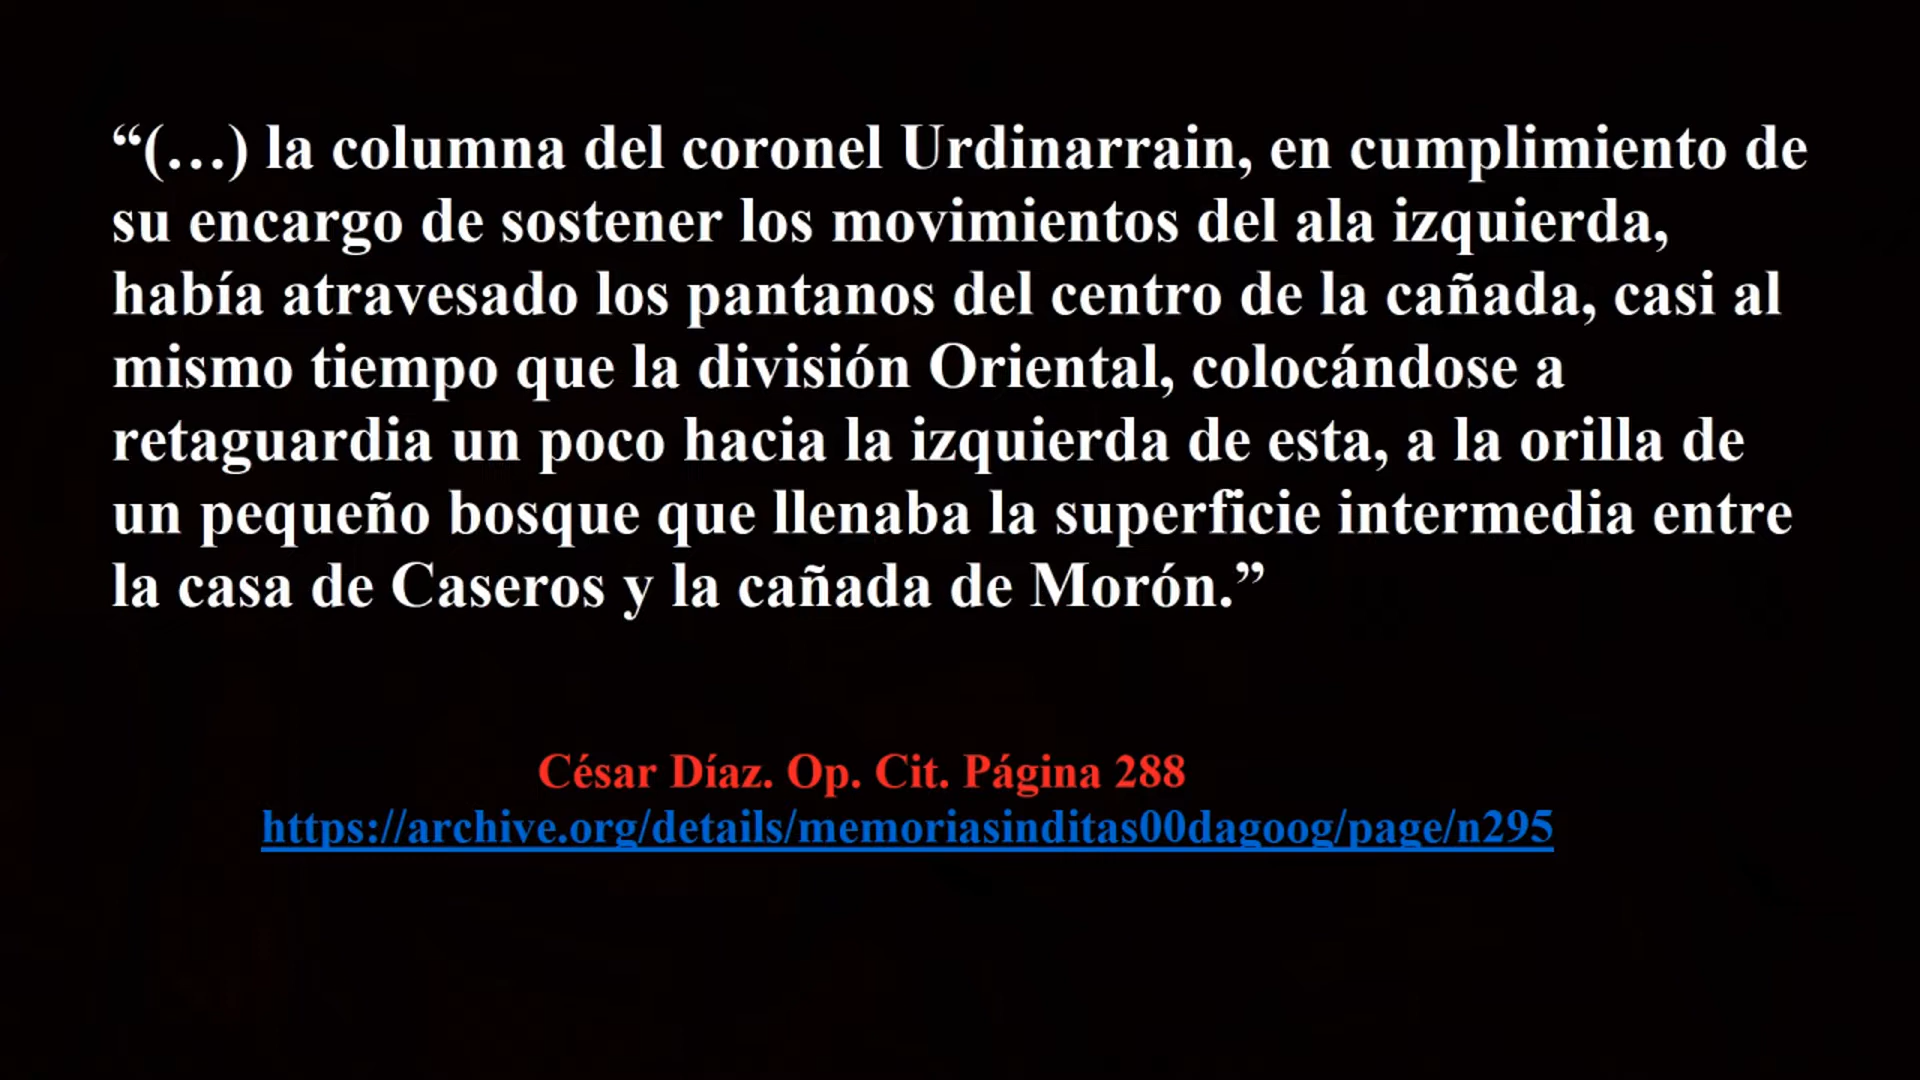 “(…) la columna del coronel Urdinarrain, en cumplimiento de
su encargo de sostener los movimientos del ala izquierda,
había atravesado los pantanos del centro de la cañada, casi al
mismo tiempo que la división Oriental, colocándose a
retaguardia un poco hacia la izquierda de esta, a la orilla de
un pequeño bosque que llenaba la superficie intermedia entre
la casa de Caseros y la cañada de Morón.”
César Díaz. Op. Cit. Página 288
https://archive.org/details/memoriasinditas00dagoog/page/n295